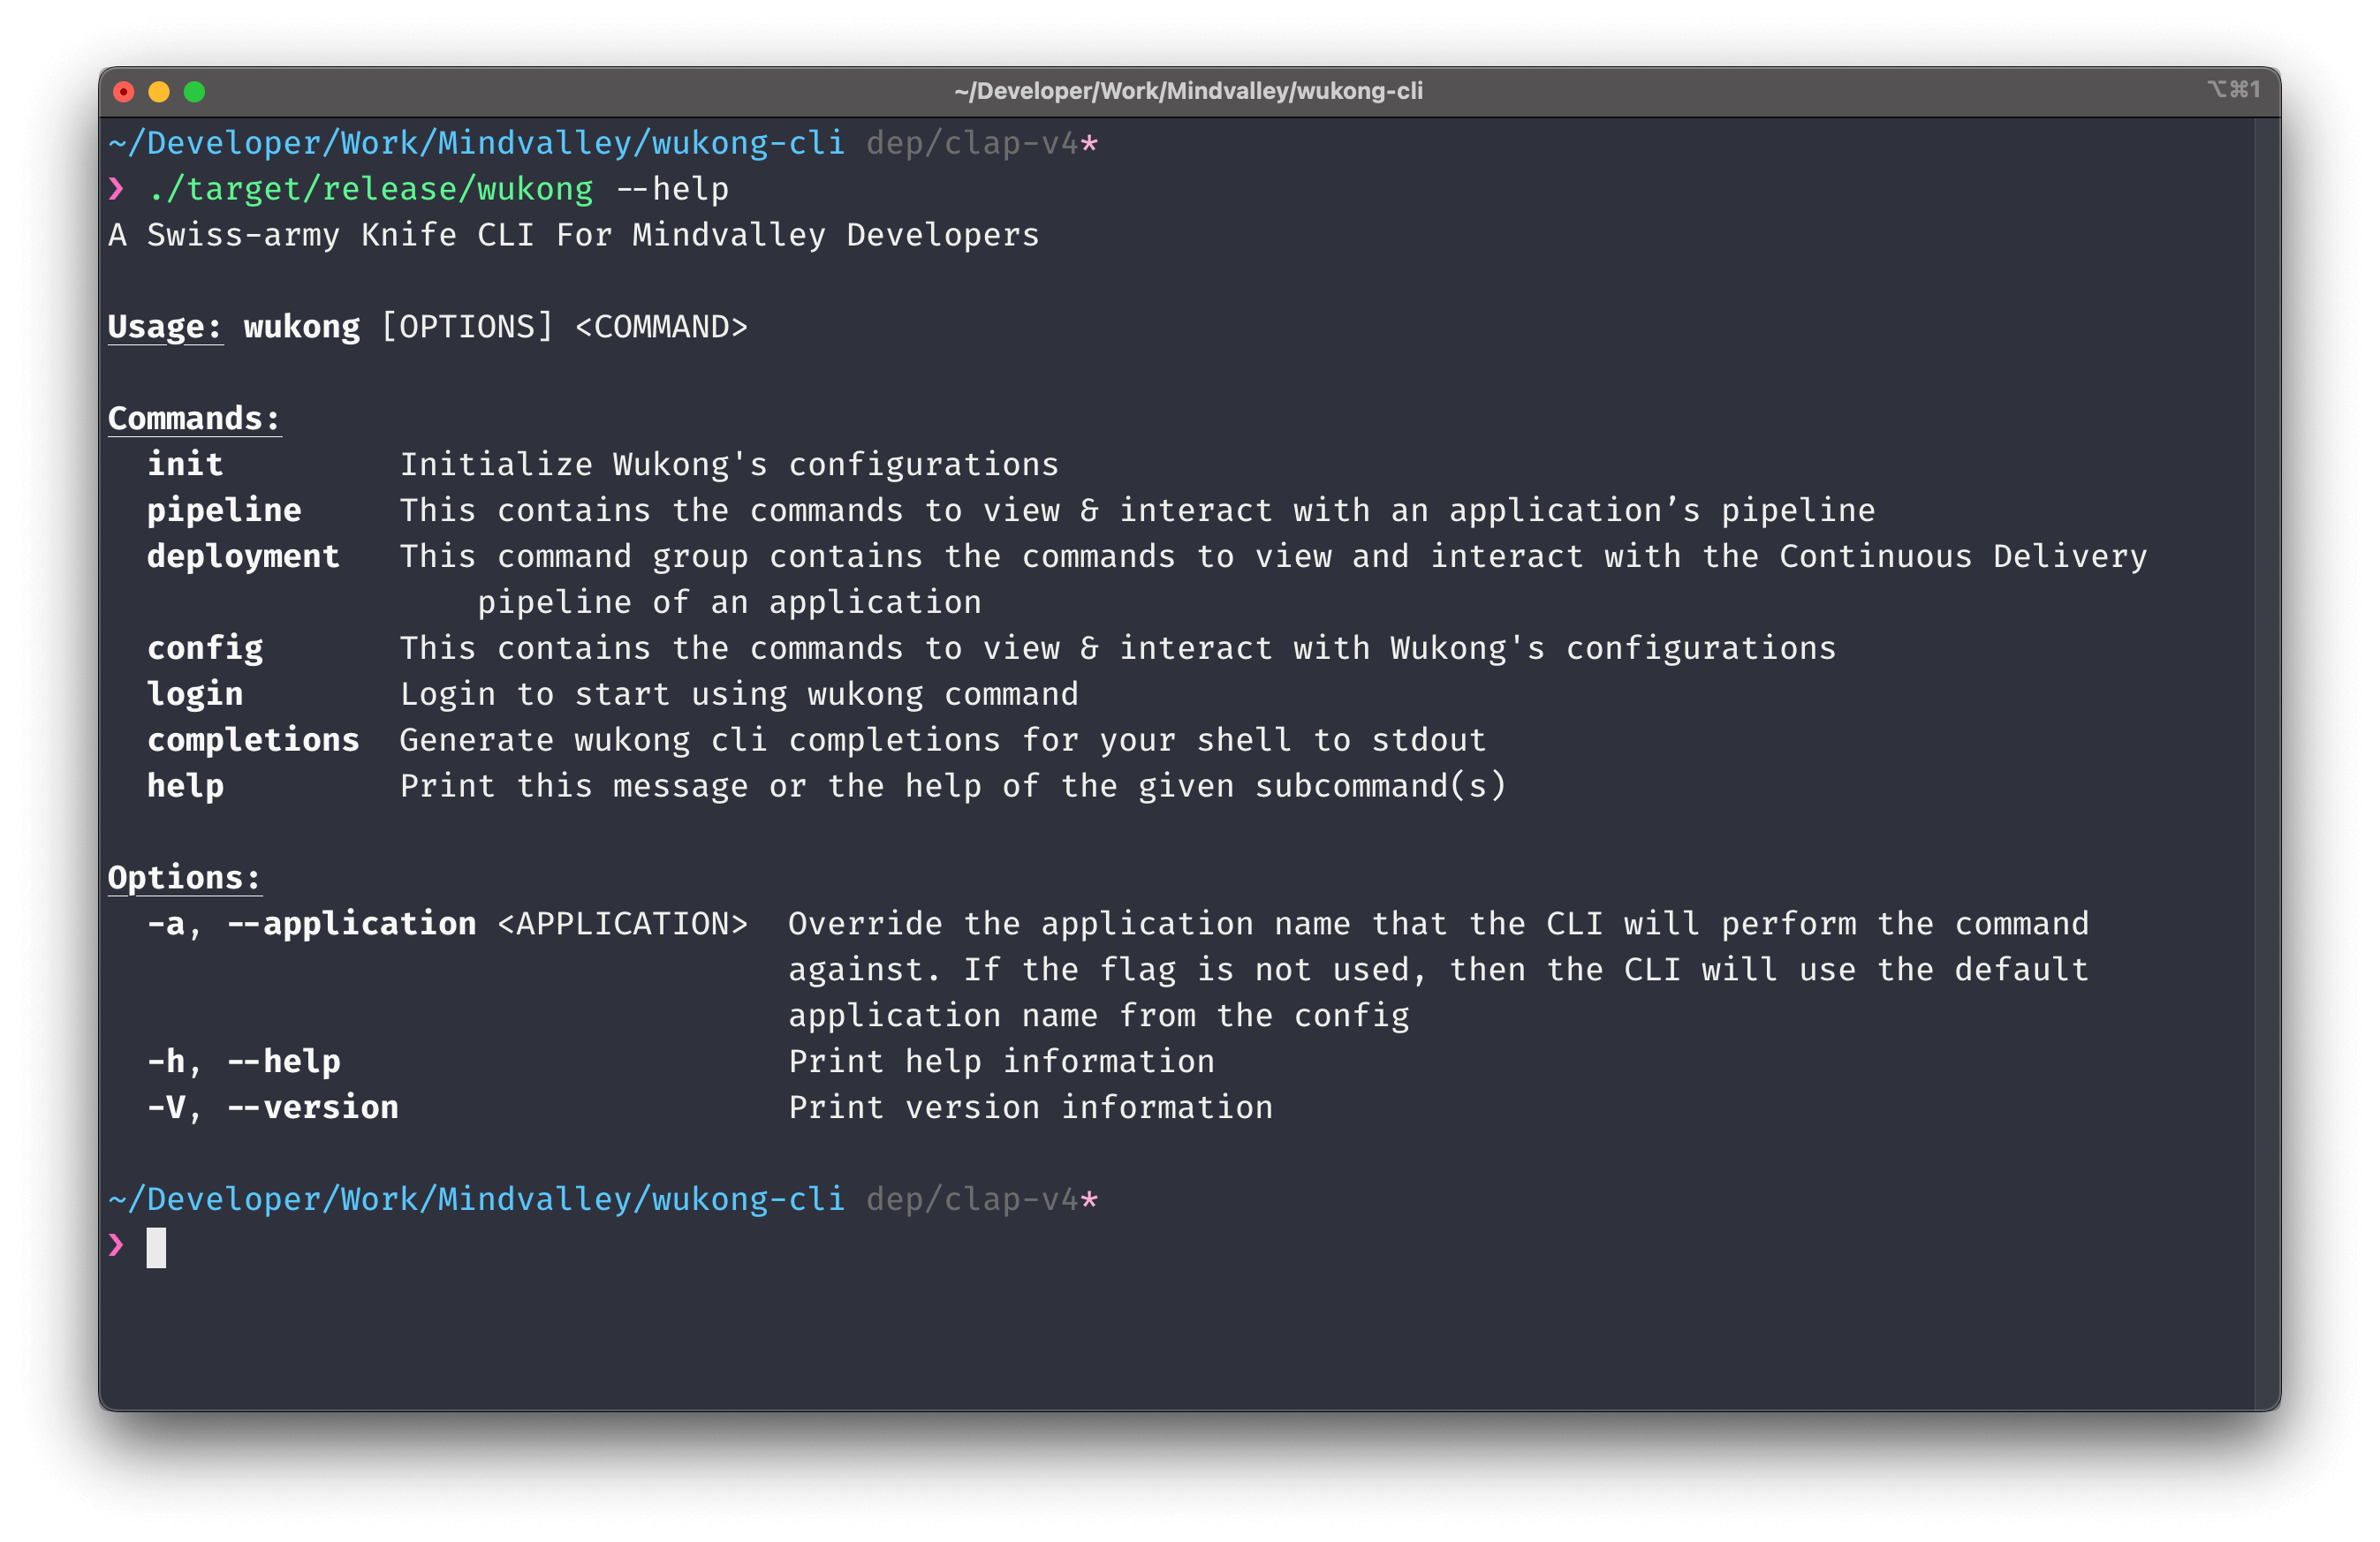 ~/Developer/Work/Mindvalley/wukong-cli
⌥⌘1
~/Developer/Work/Mindvalley/wukong-cli dep/clap-v4*
❯ ./target/release/wukong --help
A Swiss-army Knife CLI For Mindvalley Developers
Usage: wukong [OPTIONS] <COMMAND>
Commands:
init Initialize Wukong's configurations
pipeline This contains the commands to view & interact with an application’s pipeline
deployment This command group contains the commands to view and interact with the Continuous Delivery
pipeline of an application
config This contains the commands to view & interact with Wukong's configurations
login Login to start using wukong command
completions Generate wukong cli completions for your shell to stdout
help Print this message or the help of the given subcommand(s)
Options:
-a, --application <APPLICATION> Override the application name that the CLI will perform the command
against. If the flag is not used, then the CLI will use the default
application name from the config
-h, --help Print help information
-V, --version Print version information
~/Developer/Work/Mindvalley/wukong-cli dep/clap-v4*
❯